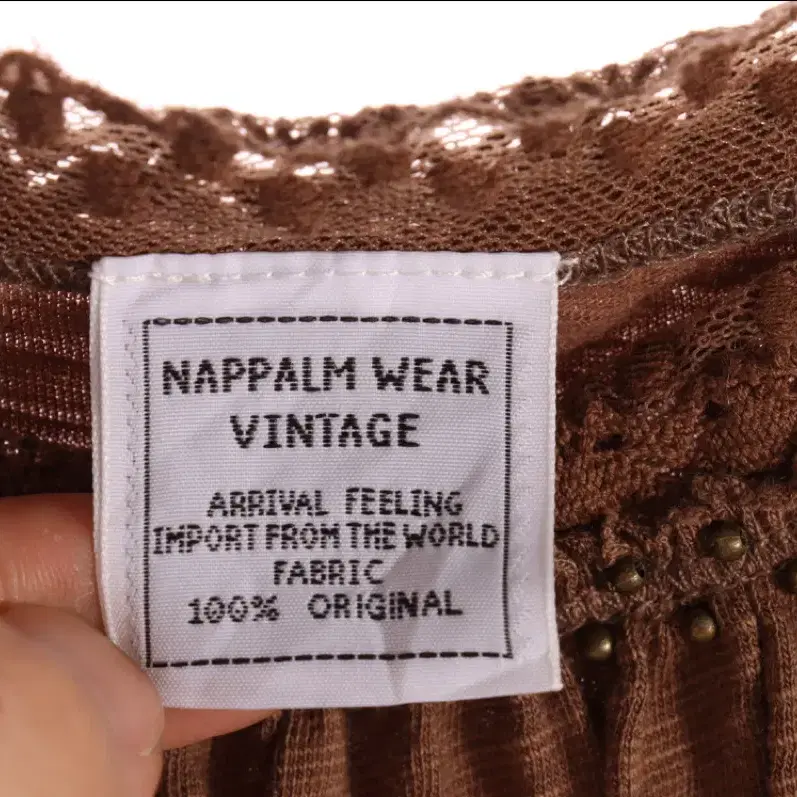 NAPPALM WEAR
VINTAGE
ARRIVAL FEELING
IMPORT FROM THE WORLD
FABRIC
100% ORIGINAL